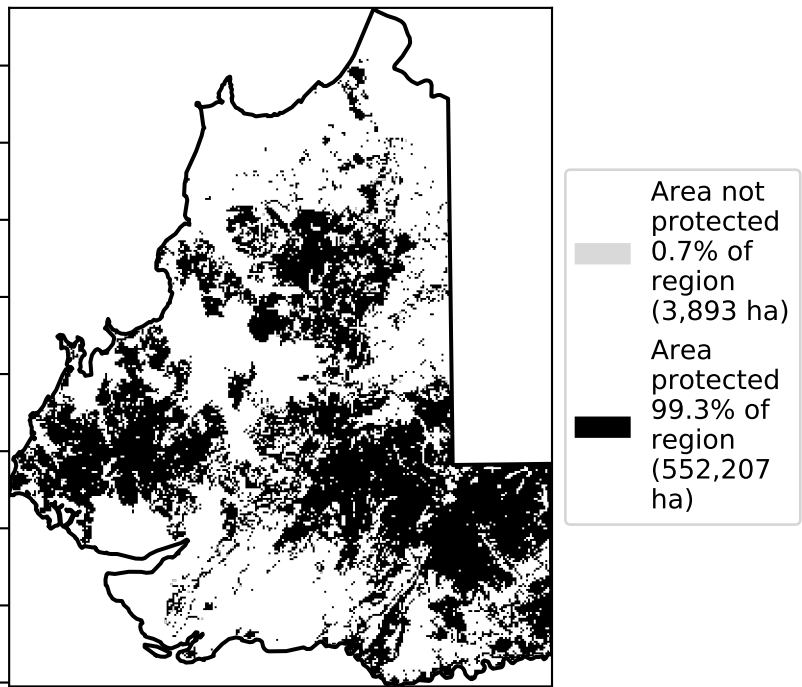 Area not
protected
0.7% of
region
(3,893 ha)
Area
protected
99.3% of
region
(552,207
ha)